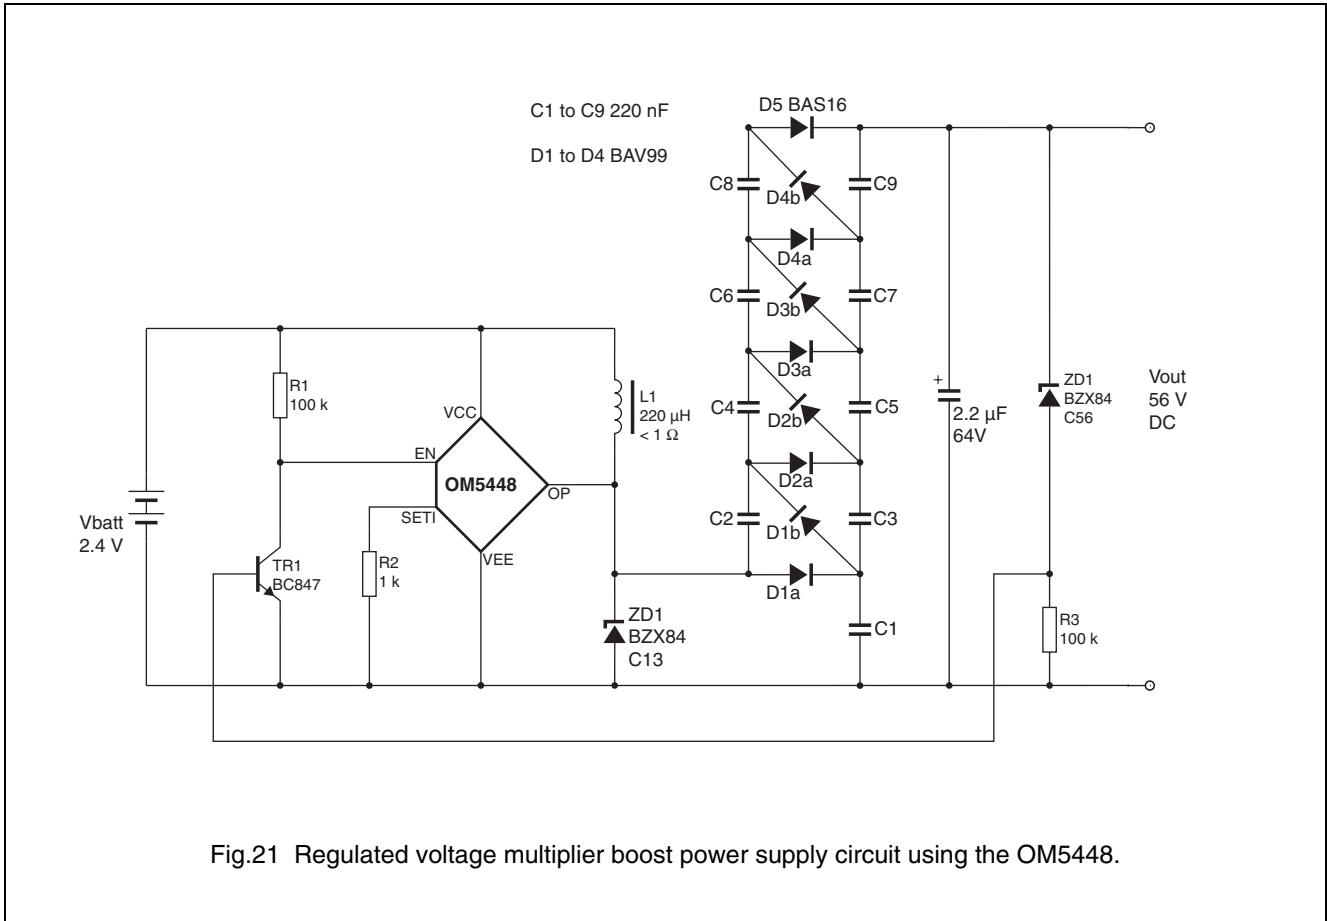 C1 to C9 220 nF
D1 to D4 BAV99
D5 BAS16
C8
C9
D4b
D4a
C6
C7
D3b
D3a
C4
C5
D2b
D2a
C2
C3
D1b
D1a
C1
R1
100 k
VCC
L1
220 µH
< 1 Ω
EN
OM5448
OP
SETI
VEE
Vbatt
2.4 V
TR1
BC847
R2
1 k
ZD1
BZX84
C13
+
2.2 µF
64V
ZD1
BZX84
C56
Vout
56 V
DC
R3
100 k
Fig.21 Regulated voltage multiplier boost power supply circuit using the OM5448.